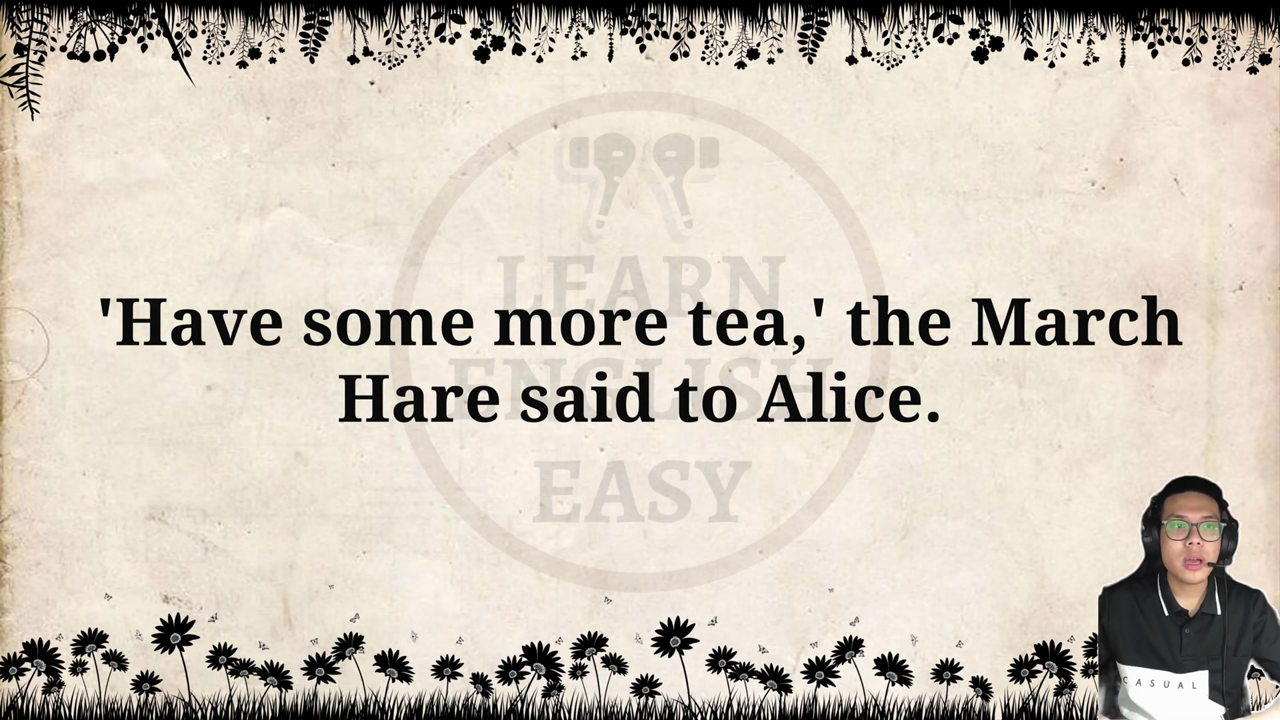 LEARN
'Have some more tea,' the March
ENGLISH
Hare said to Alice.
EASY
CASUAL